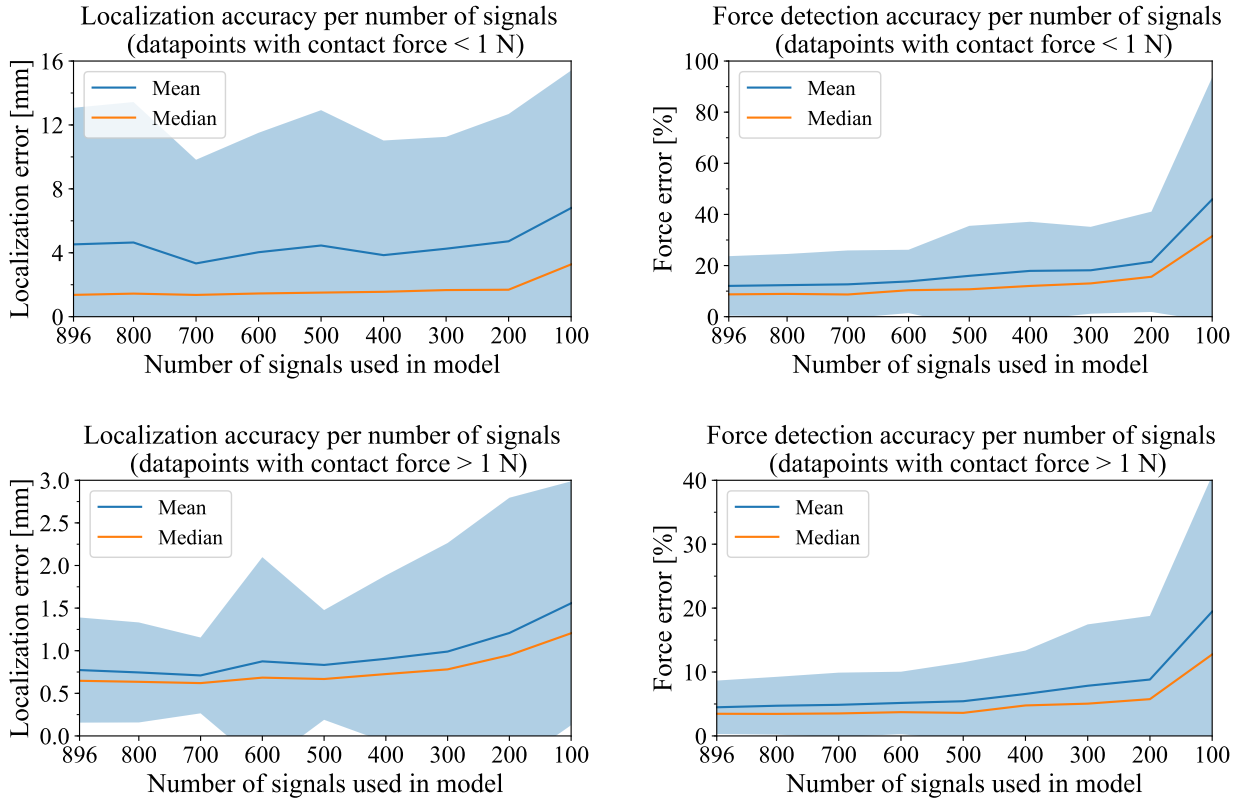 Localization accuracy per number of signals
(datapoints with contact force < 1 N)
Localization error [mm]
16
12
8
4
0
Mean
Median
896 800 700 600 500 400 300 200 100
Number of signals used in model
Force detection accuracy per number of signals
(datapoints with contact force < 1 N)
Force error [%]
100
80
60
40
20
0
Mean
Median
896 800 700 600 500 400 300 200 100
Number of signals used in model
Localization accuracy per number of signals
(datapoints with contact force > 1 N)
Localization error [mm]
3.0
2.5
2.0
1.5
1.0
0.5
0.0
Mean
Median
896 800 700 600 500 400 300 200 100
Number of signals used in model
Force detection accuracy per number of signals
(datapoints with contact force > 1 N)
Force error [%]
40
30
20
10
0
Mean
Median
896 800 700 600 500 400 300 200 100
Number of signals used in model